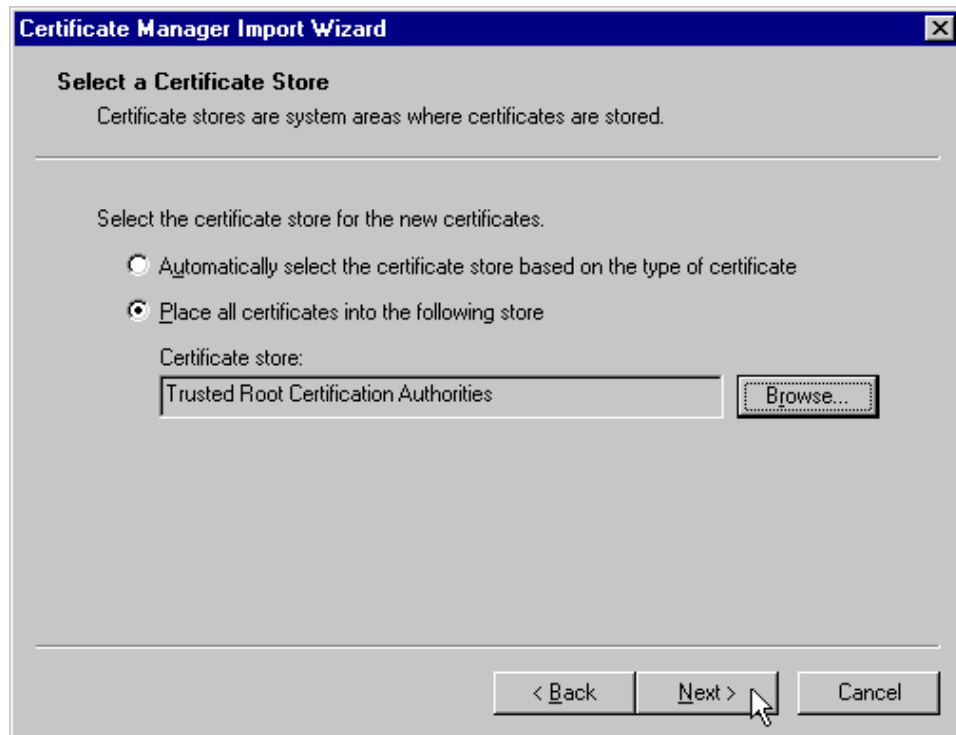 Certificate Manager Import Wizard
Select a Certificate Store
Certificate stores are system areas where certificates are stored.
Select the certificate store for the new certificates.
Automatically select the certificate store based on the type of certificate
Place all certificates into the following store
Certificate store:
Trusted Root Certification Authorities
Browse...
< Back
Next >
Cancel